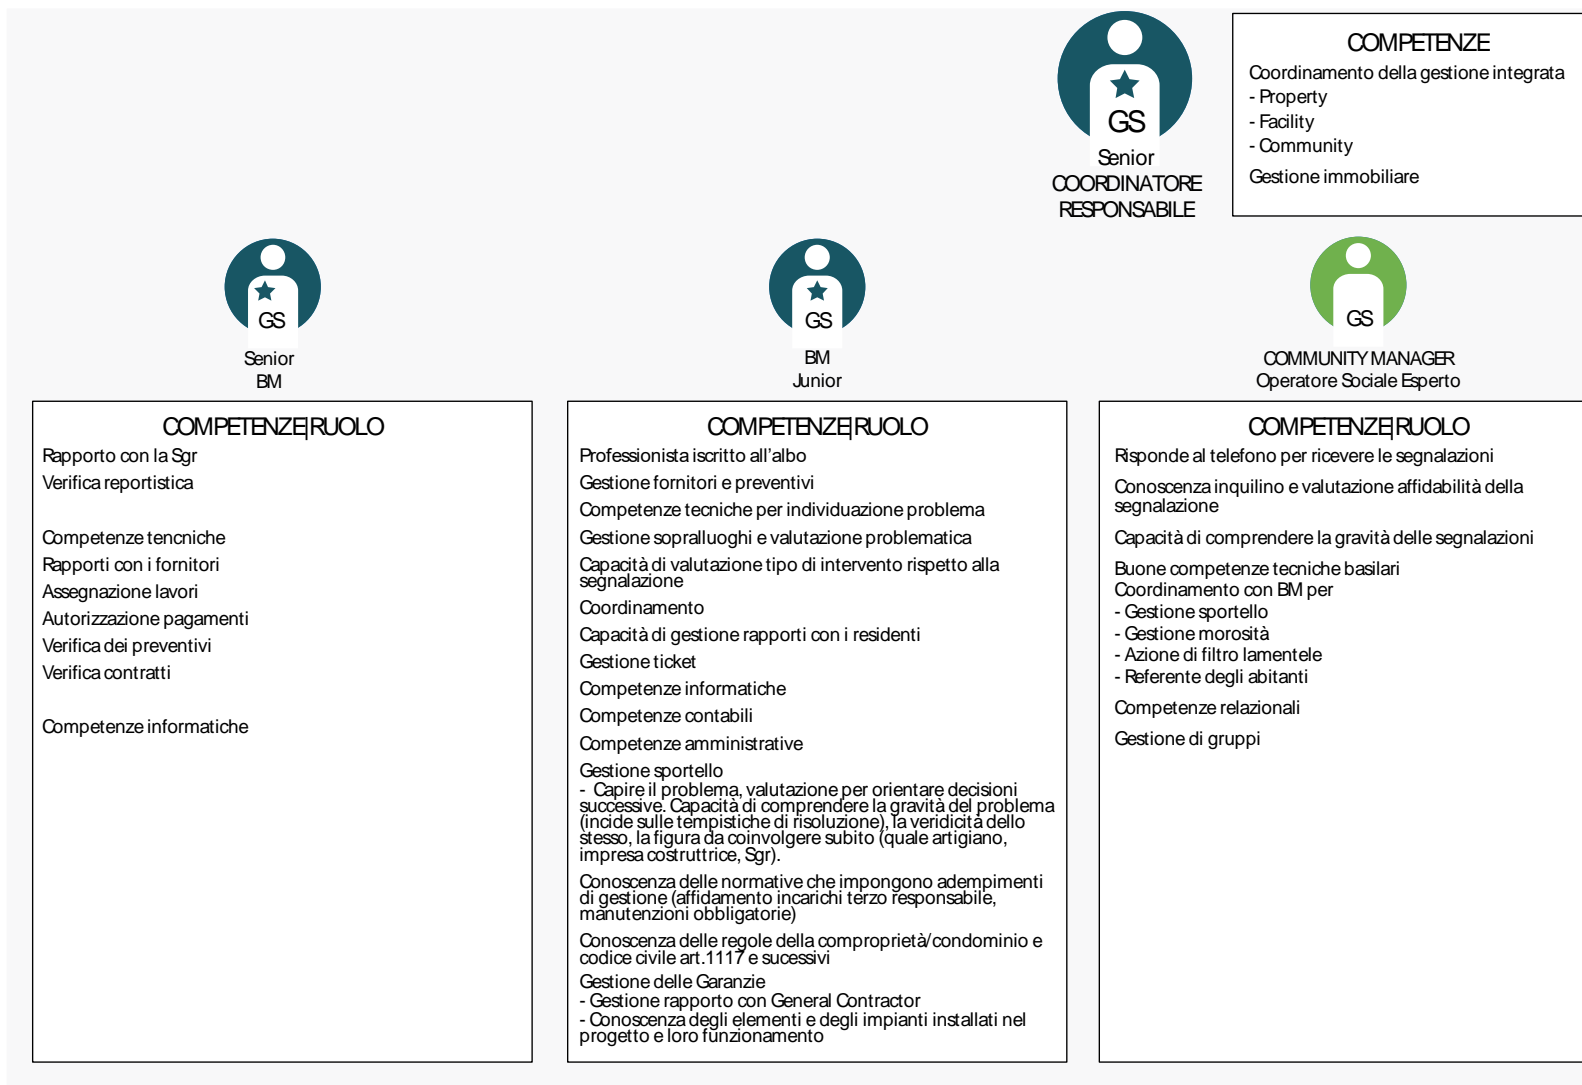 GS
Senior
COORDINATORE
RESPONSABILE
COMPETENZE
Coordinamento della gestione integrata
- Property
- Facility
- Community
Gestione immobiliare
GS
Senior
BM
COMPETENZE|RUOLO
Rapporto con la Sgr
Verifica reportistica
Competenze tencniche
Rapporti con i fornitori
Assegnazione lavori
Autorizzazione pagamenti
Verifica dei preventivi
Verifica contratti
Competenze informatiche
GS
BM
Junior
COMPETENZE|RUOLO
Professionista iscritto all'albo
Gestione fornitori e preventivi
Competenze tecniche per individuazione problema
Gestione sopralluoghi e valutazione problematica
Capacità di valutazione tipo di intervento rispetto alla
segnalazione
Coordinamento
Capacità di gestione rapporti con i residenti
Gestione ticket
Competenze informatiche
Competenze contabili
Competenze amministrative
Gestione sportello
- Capire il problema, valutazione per orientare decisioni
successive. Capacità di comprendere la gravità del problema
(incide sulle tempistiche di risoluzione), la veridicità dello
stesso, la figura da coinvolgere subito (quale artigiano,
impresa costruttrice, Sgr).
Conoscenza delle normative che impongono adempimenti
di gestione (affidamento incarichi terzo responsabile,
manutenzioni obbligatorie)
Conoscenza delle regole della comproprietà/condominio e
codice civile art.1117 e sucessivi
Gestione delle Garanzie
- Gestione rapporto con General Contractor
- Conoscenza degli elementi e degli impianti installati nel
progetto e loro funzionamento
GS
COMMUNITY MANAGER
Operatore Sociale Esperto
COMPETENZE|RUOLO
Risponde al telefono per ricevere le segnalazioni
Conoscenza inquilino e valutazione affidabilità della
segnalazione
Capacità di comprendere la gravità delle segnalazioni
Buone competenze tecniche basilari
Coordinamento con BM per
- Gestione sportello
- Gestione morosità
- Azione di filtro lamentele
- Referente degli abitanti
Competenze relazionali
Gestione di gruppi